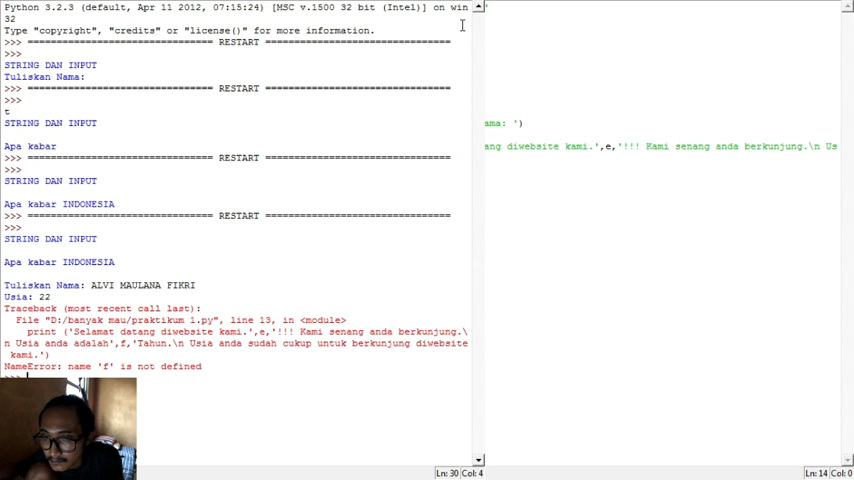 Python 3.2.3 (default, Apr 11 2012, 07:15:24) [MSC v.1500 32 bit (Intel)] on win
32
Type "copyright", "credits" or "license()" for more information.
>>> ================================ RESTART ================================
>>>
STRING DAN INPUT
Tuliskan Nama:
>>> ================================ RESTART ================================
>>>
t
STRING DAN INPUT
Apa kabar
>>> ================================ RESTART ================================
>>>
STRING DAN INPUT
Apa kabar INDONESIA
>>> ================================ RESTART ================================
>>>
STRING DAN INPUT
Apa kabar INDONESIA
Tuliskan Nama: ALVI MAULANA FIKRI
Usia: 22
Traceback (most recent call last):
File "D:/banyak mau/praktikum 1.py", line 13, in <module>
print ('Selamat datang diwebsite kami.',e,'!!! Kami senang anda berkunjung.\
n Usia anda adalah',f,'Tahun.\n Usia anda sudah cukup untuk berkunjung diwebsite
kami.')
NameError: name 'f' is not defined
>>>
Ln: 30 Col: 4
'
ama: ')
ang diwebsite kami.',e,'!!! Kami senang anda berkunjung.\n Us
Ln: 14 Col: 0